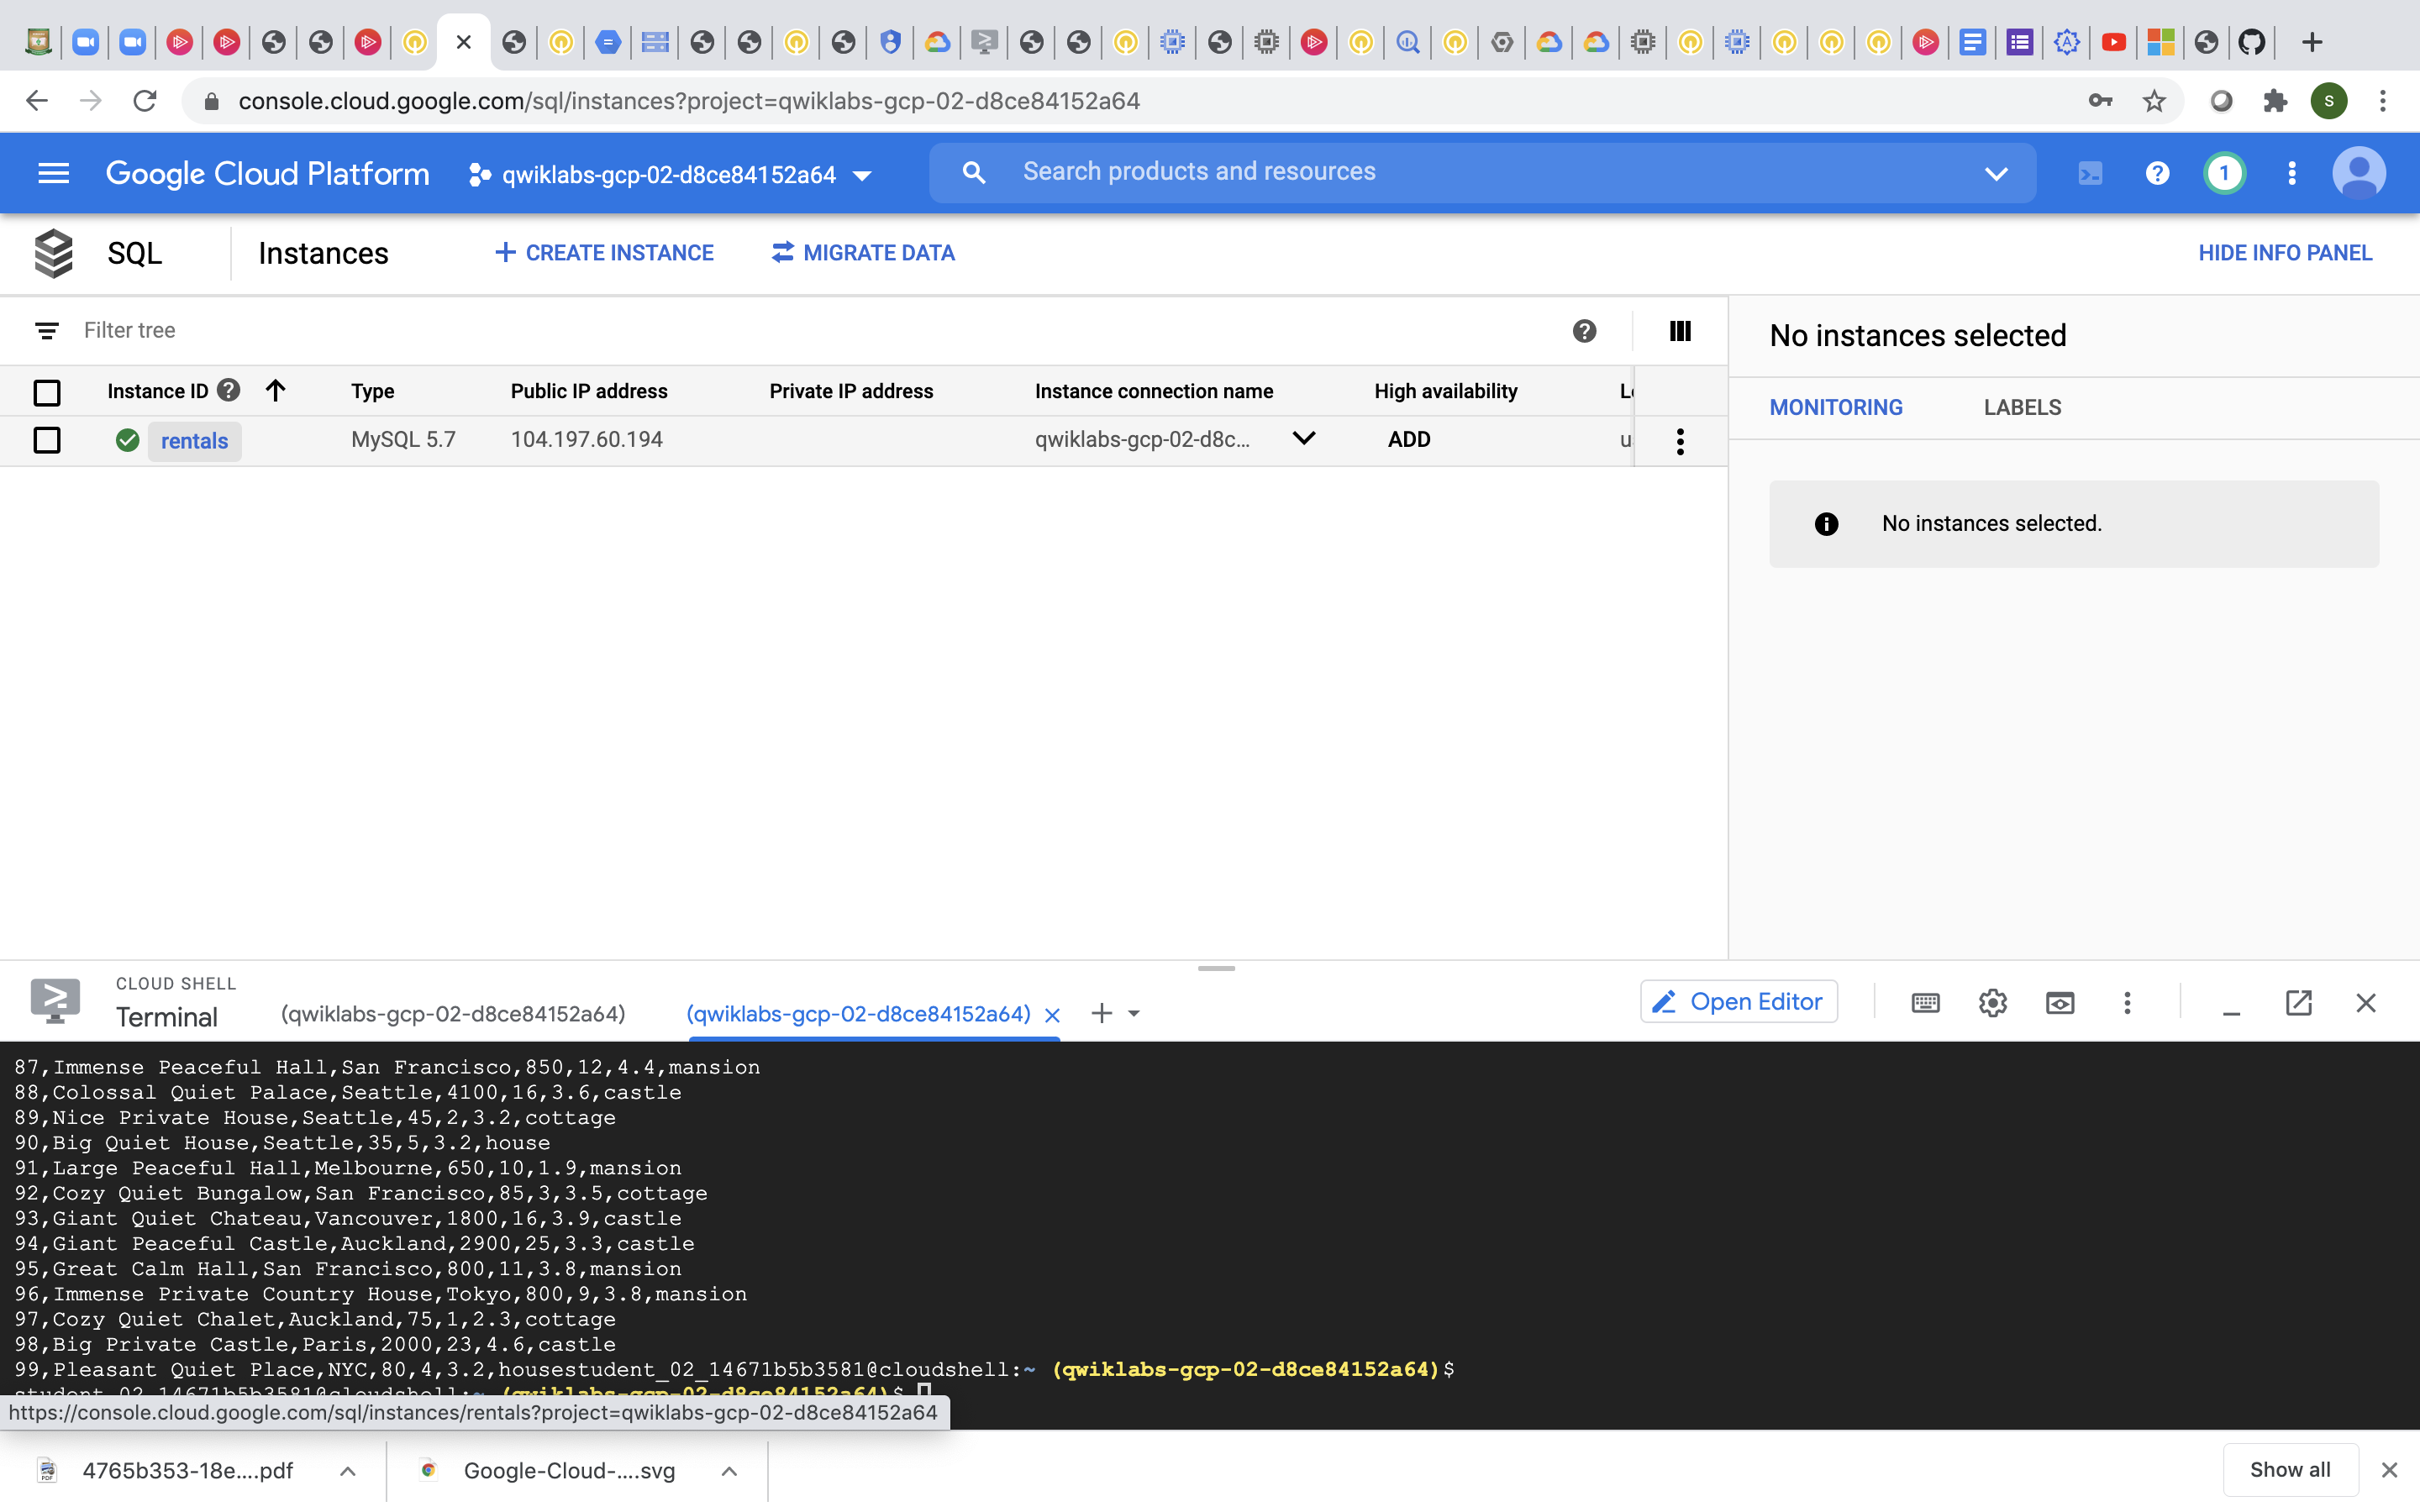 console.cloud.google.com/sql/instances?project=qwiklabs-gcp-02-d8ce84152a64
S
Google Cloud Platform
qwiklabs-gcp-02-d8ce84152a64
Search products and resources
1
SQL
Instances
CREATE INSTANCE
MIGRATE DATA
HIDE INFO PANEL
Filter tree
Instance ID
Type
Public IP address
Private IP address
Instance connection name
High availability
rentals
MySQL 5.7
104.197.60.194
qwiklabs-gcp-02-d8c...
ADD
No instances selected
MONITORING
LABELS
No instances selected.
CLOUD SHELL
Terminal
(qwiklabs-gcp-02-d8ce84152a64)
(qwiklabs-gcp-02-d8ce84152a64)
Open Editor
87,Immense Peaceful Hall,San Francisco,850,12,4.4,mansion
88,Colossal Quiet Palace,Seattle,4100,16,3.6,castle
89,Nice Private House,Seattle,45,2,3.2,cottage
90,Big Quiet House,Seattle,35,5,3.2,house
91,Large Peaceful Hall,Melbourne,650,10,1.9,mansion
92,Cozy Quiet Bungalow,San Francisco,85,3,3.5,cottage
93,Giant Quiet Chateau,Vancouver,1800,16,3.9,castle
94,Giant Peaceful Castle,Auckland,2900,25,3.3,castle
95,Great Calm Hall,San Francisco,800,11,3.8,mansion
96,Immense Private Country House,Tokyo,800,9,3.8,mansion
97,Cozy Quiet Chalet,Auckland,75,1,2.3,cottage
98,Big Private Castle,Paris,2000,23,4.6,castle
99,Pleasant Quiet Place,NYC,80,4,3.2,housestudent_02_14671b5b3581@cloudshell:~ (qwiklabs-gcp-02-d8ce84152a64)$
student_02_14671b5b3581@cloudshell:~ (qwiklabs-gcp-02-d8ce84152a64)$
https://console.cloud.google.com/sql/instances/rentals?project=qwiklabs-gcp-02-d8ce84152a64
4765b353-18e....pdf
Google-Cloud-....svg
Show all